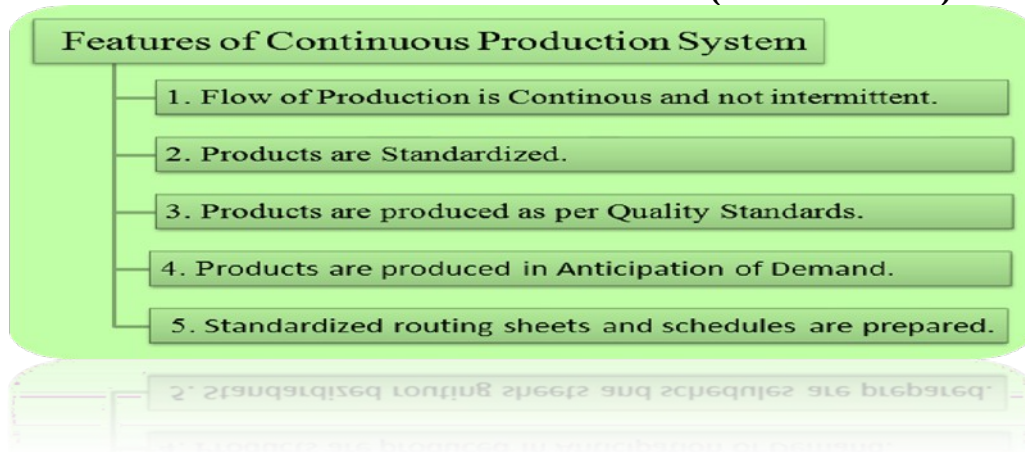 Features of Continuous Production System
1. Flow of Production is Continous and not intermittent.
2. Products are Standardized.
3. Products are produced as per Quality Standards.
4. Products are produced in Anticipation of Demand.
5. Standardized routing sheets and schedules are prepared.